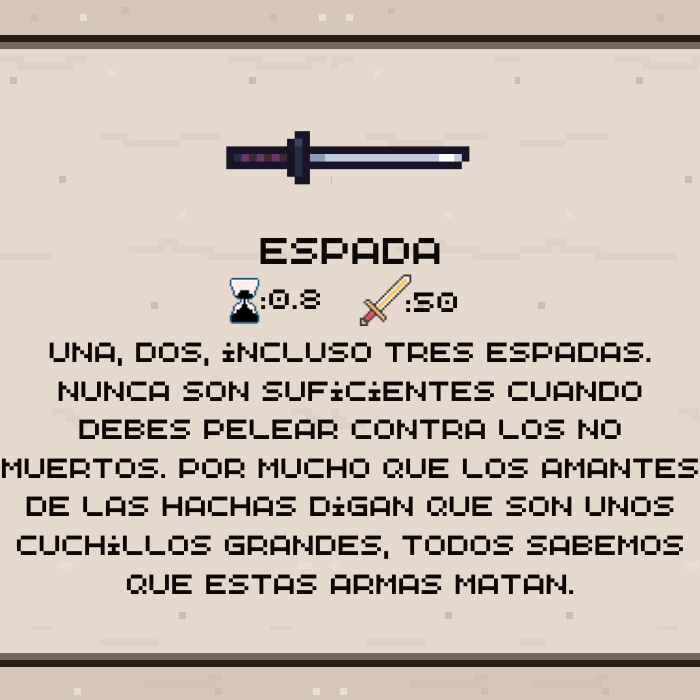 ESPADA
:0.8 :50
UNA, DOS, iNCLUSO TRES ESPADAS.
NUNCA SON SUFiCiENTES CUANDO
DEBES PELEAR CONTRA LOS NO
MUERTOS. POR MUCHO QUE LOS AMANTES
DE LAS HACHAS DiGAN QUE SON UNOS
CUCHiLLOS GRANDES, TODOS SABEMOS
QUE ESTAS ARMAS MATAN.